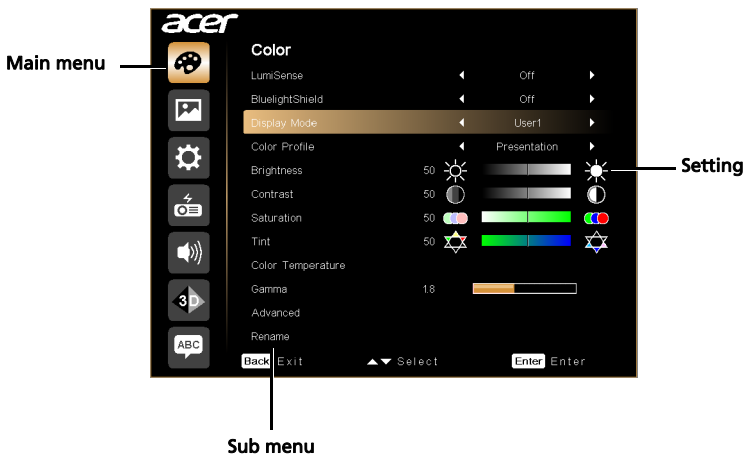 acer
Main menu
Color
LumiSense Off
BluelightShield Off
Display Mode User1
Color Profile Presentation
Brightness 50
Setting
Contrast 50
Saturation 50
Tint 50
Color Temperature
Gamma 1.8
3D
Advanced
Rename
ABC
Back Exit Select Enter Enter
Sub menu